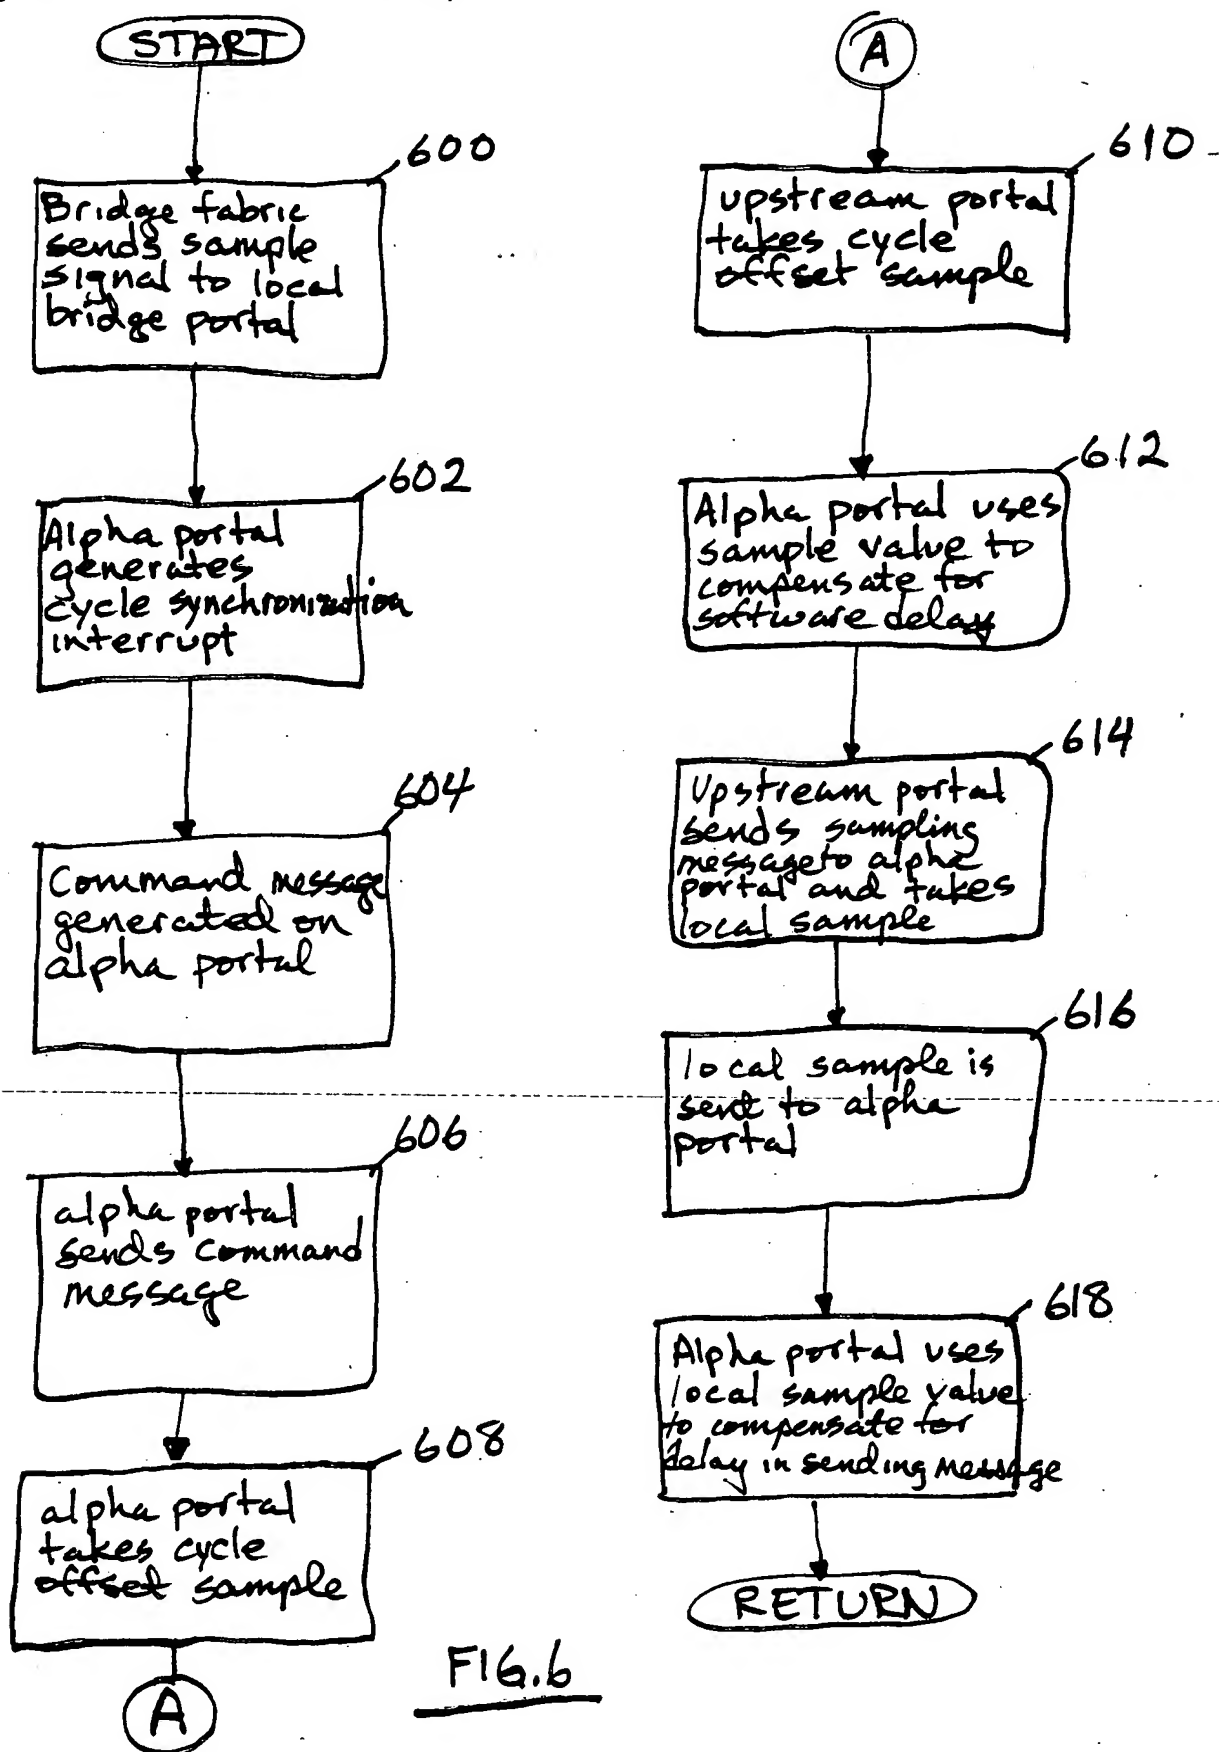 START
600
Bridge fabric
sends sample
signal to local
bridge portal
602
Alpha portal
generates
cycle synchronization
interrupt
604
Command message
generated on
alpha portal
606
alpha portal
sends command
message
608
alpha portal
takes cycle
offset sample
A
A
610
upstream portal
takes cycle
offset sample
612
Alpha portal uses
sample value to
compensate for
software delay
614
Upstream portal
sends sampling
message to alpha
portal and takes
local sample
616
local sample is
sent to alpha
portal
618
Alpha portal uses
local sample value
to compensate for
delay in sending message
RETURN
FIG.6